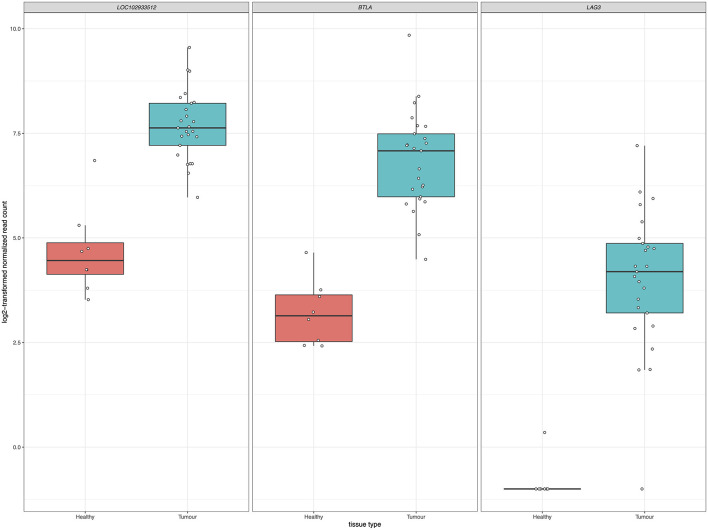 LOC102933512 BTLA LAG3
10.0
7.5
5.0
2.5
0.0
log2-transformed normalized read count
Healthy Tumour Healthy Tumour Healthy Tumour
tissue type